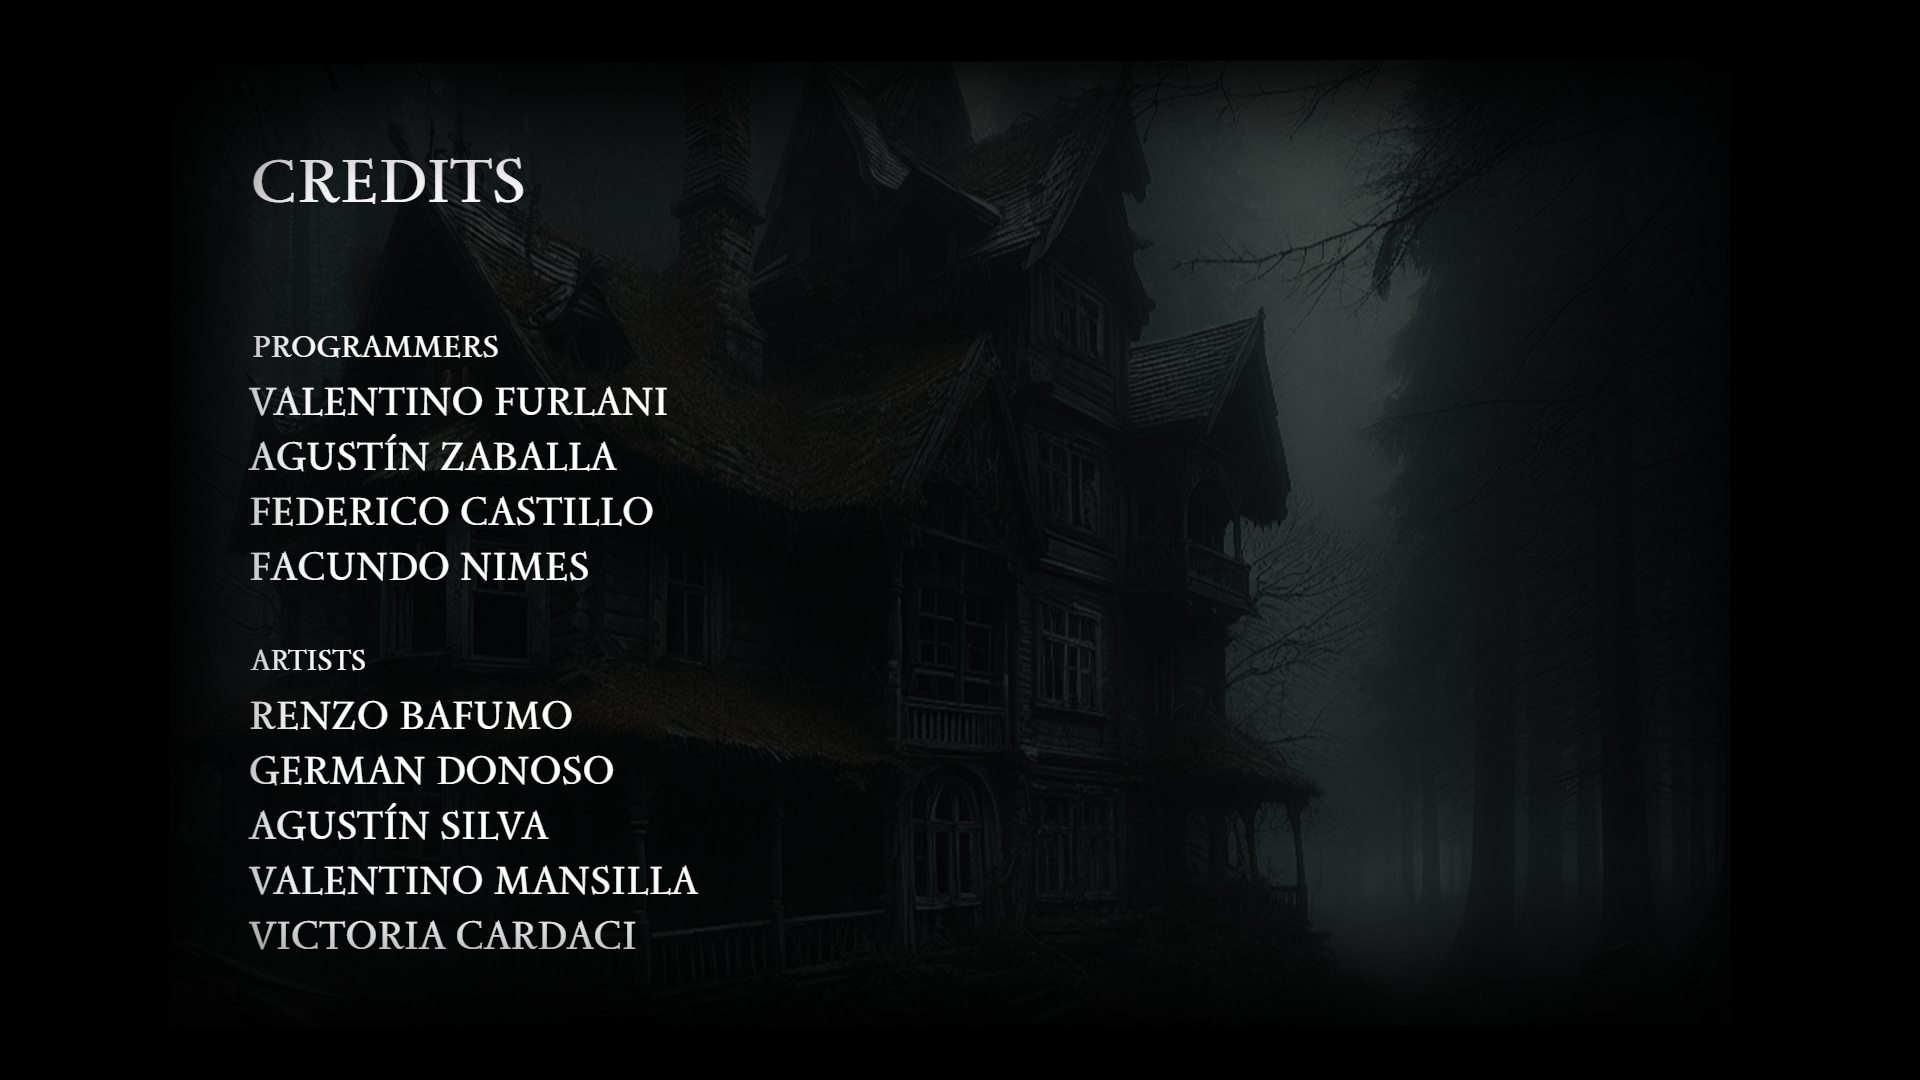 CREDITS
PROGRAMMERS
VALENTINO FURLANI
AGUSTÍN ZABALLA
FEDERICO CASTILLO
FACUNDO NIMES
ARTISTS
RENZO BAFUMO
GERMAN DONOSO
AGUSTÍN SILVA
VALENTINO MANSILLA
VICTORIA CARDACI